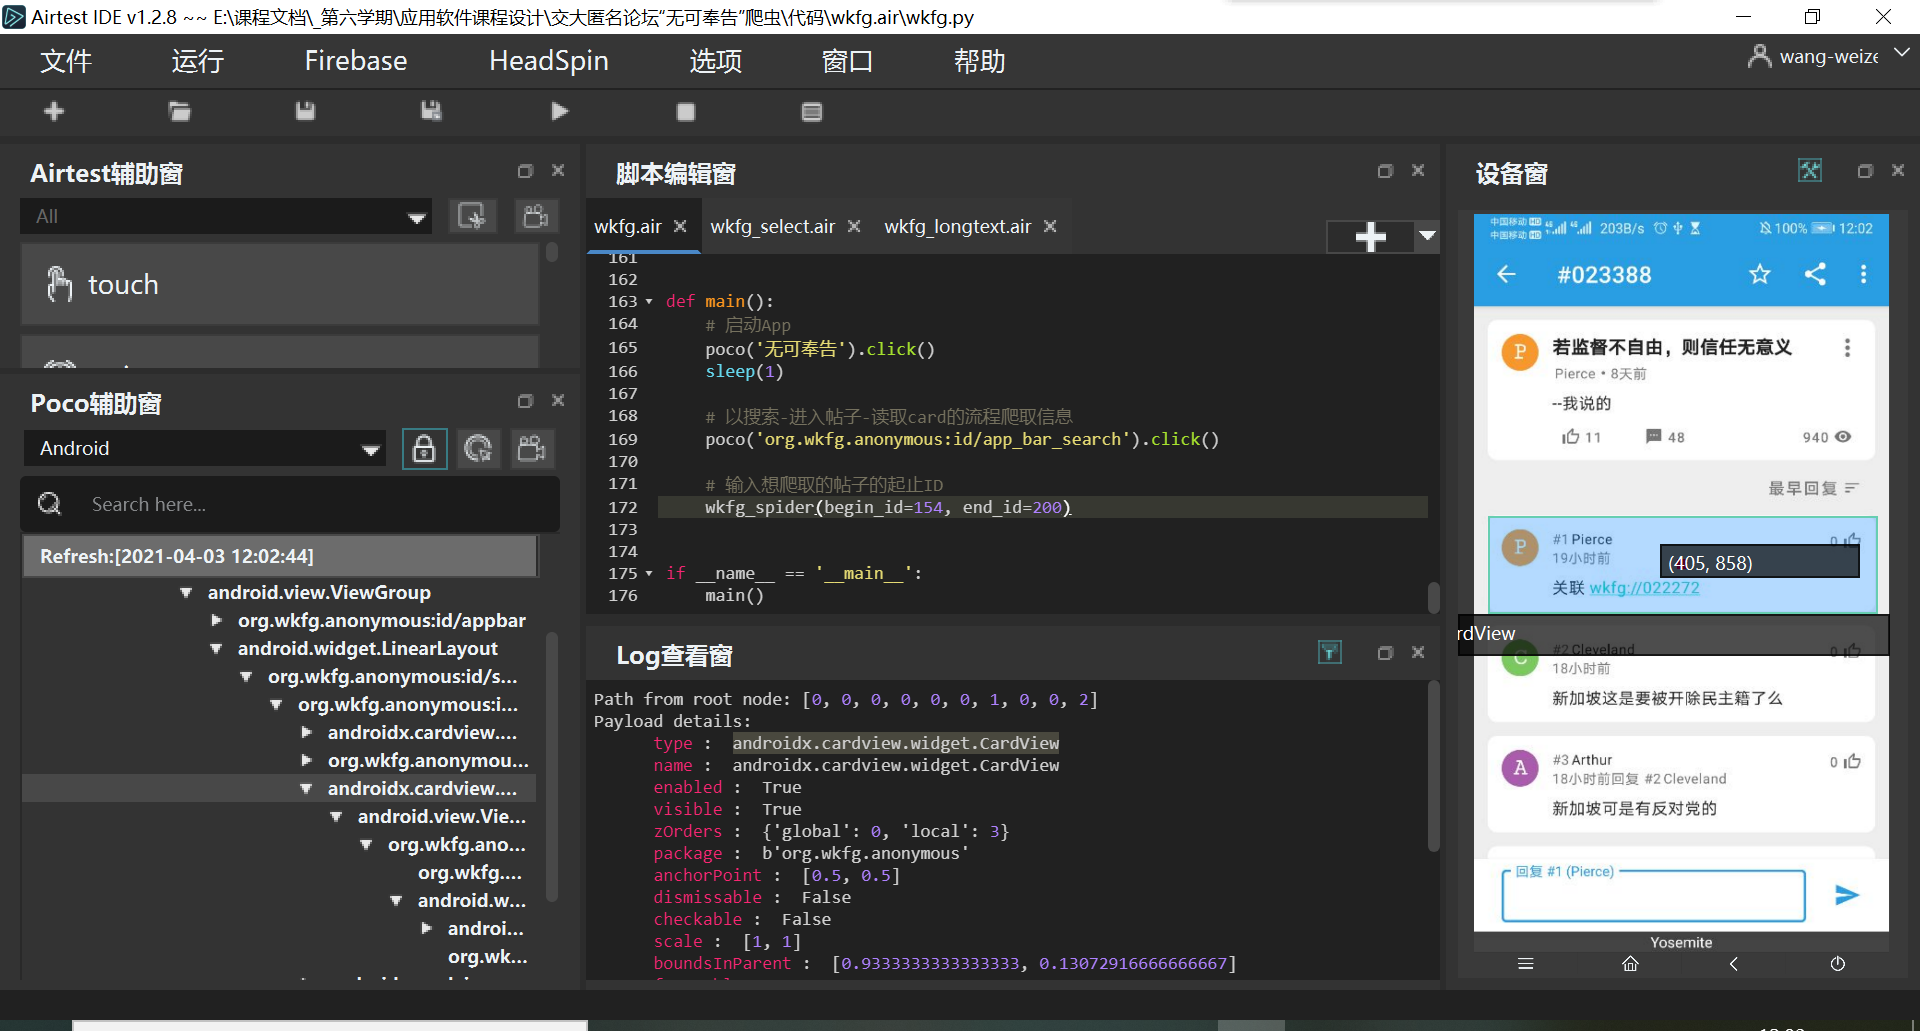 Airtest IDE v1.2.8 ~~ E:\课程文档\_第六学期\应用软件课程设计\交大匿名论坛“无可奉告”爬虫\代码\wkfg.air\wkfg.py
文件 运行 Firebase HeadSpin 选项 窗口 帮助
wang-weize
Airtest辅助窗
All
touch
Poco辅助窗
Android
Search here...
Refresh:[2021-04-03 12:02:44]
android.view.ViewGroup
org.wkfg.anonymous:id/appbar
android.widget.LinearLayout
org.wkfg.anonymous:id/s...
org.wkfg.anonymous:i...
androidx.cardview....
org.wkfg.anonymou...
androidx.cardview....
android.view.Vie...
org.wkfg.ano...
org.wkfg....
android.w...
androi...
org.wk...
脚本编辑窗
wkfg.air wkfg_select.air wkfg_longtext.air
161
162
163 def main():
164 # 启动App
165 poco('无可奉告').click()
166 sleep(1)
167
168 # 以搜索-进入帖子-读取card的流程爬取信息
169 poco('org.wkfg.anonymous:id/app_bar_search').click()
170
171 # 输入想爬取的帖子的起止ID
172 wkfg_spider(begin_id=154, end_id=200)
173
174
175 if __name__ == '__main__':
176 main()
Log查看窗
Path from root node: [0, 0, 0, 0, 0, 0, 1, 0, 0, 2]
Payload details:
type : androidx.cardview.widget.CardView
name : androidx.cardview.widget.CardView
enabled : True
visible : True
zOrders : {'global': 0, 'local': 3}
package : b'org.wkfg.anonymous'
anchorPoint : [0.5, 0.5]
dismissable : False
checkable : False
scale : [1, 1]
boundsInParent : [0.9333333333333333, 0.13072916666666667]
设备窗
中国移动 HD
中国移动 HD 203B/s 100% 12:02
#023388
P 若监督不自由，则信任无意义
Pierce • 8天前
--我说的
11 48 940
最早回复
P #1 Pierce 0
19小时前
(405, 858)
关联 wkfg://022272
rdView
C #2 Cleveland 0
18小时前
新加坡这是要被开除民主籍了么
A #3 Arthur 0
18小时前回复 #2 Cleveland
新加坡可是有反对党的
回复 #1 (Pierce)
Yosemite